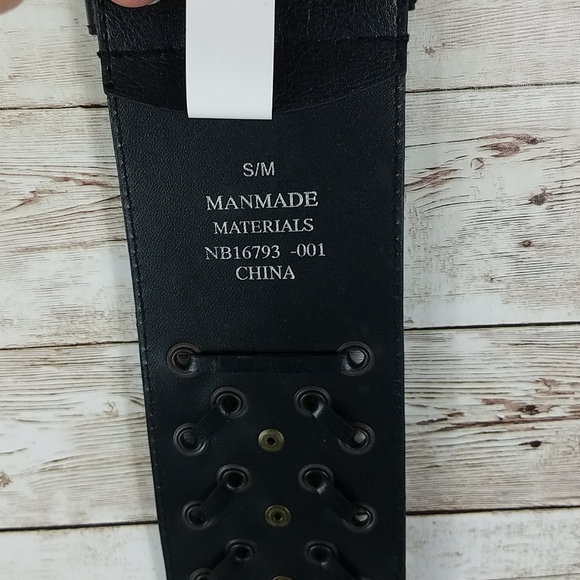 S/M
MANMADE
MATERIALS
NB16793 -001
CHINA